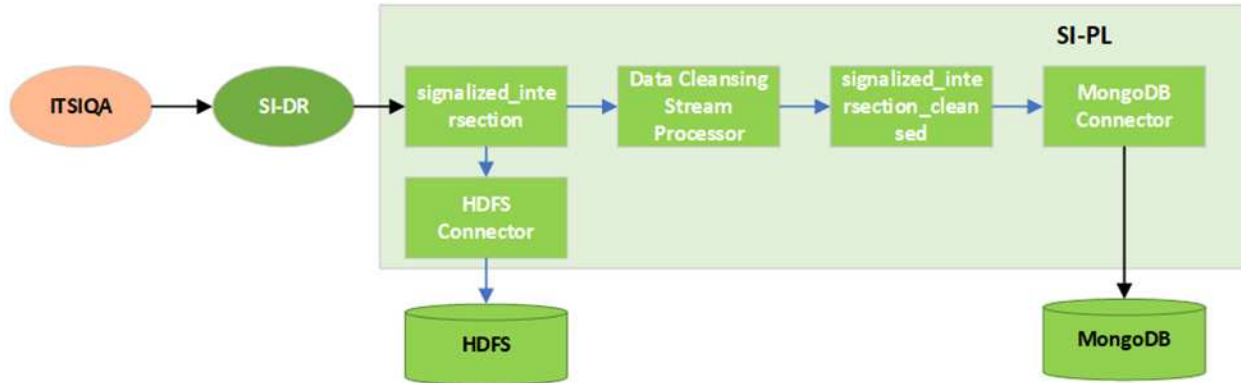 SI-PL
ITSIQA
SI-DR
signalized_inte
rsection
Data Cleansing
Stream
Processor
signalized_inte
rsection_clean
sed
MongoDB
Connector
HDFS
Connector
HDFS
MongoDB